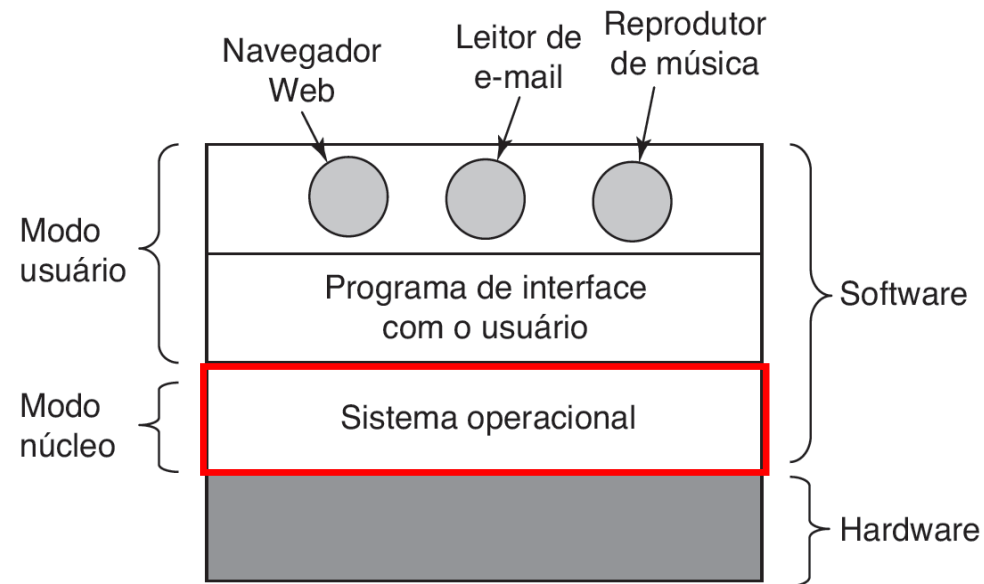 Navegador
Web
Leitor de
e-mail
Reprodutor
de música
Modo
usuário
Programa de interface
com o usuário
Software
Modo
núcleo
Sistema operacional
Hardware